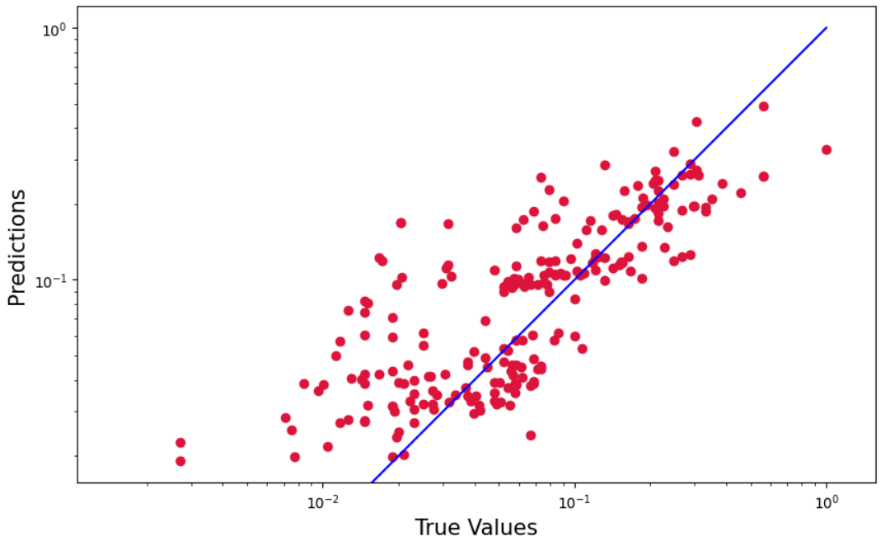 10⁰
Predictions
10⁻¹
10⁻² 10⁻¹ 10⁰
True Values